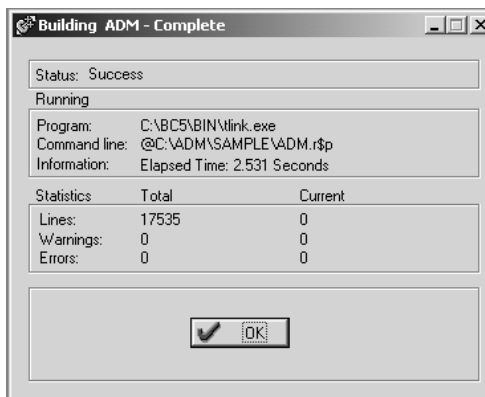 Building ADM - Complete
Status: Success
Running
Program: C:\BC5\BIN\tlink.exe
Command line: @C:\ADM\SAMPLE\ADM.r$p
Information: Elapsed Time: 2.531 Seconds
Statistics Total Current
Lines: 17535 0
Warnings: 0 0
Errors: 0 0
OK